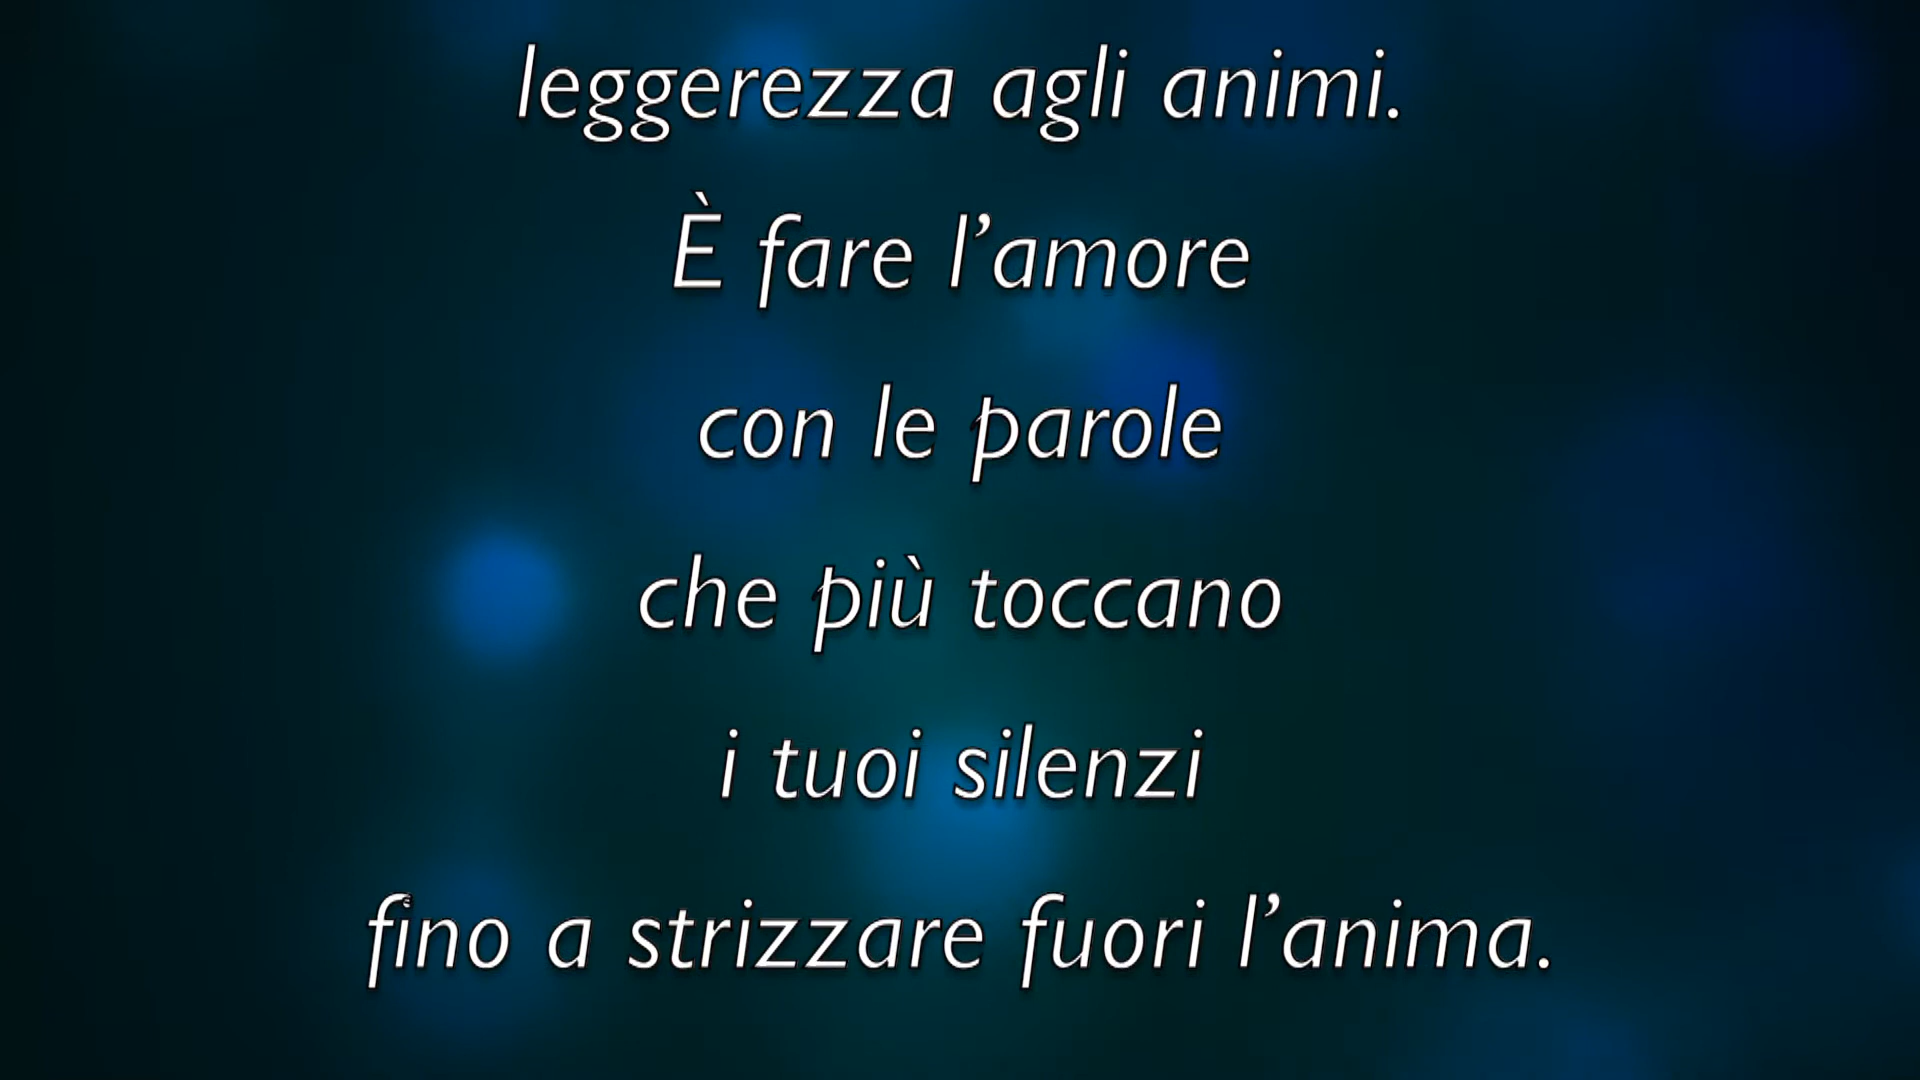 leggerezza agli animi.
È fare l’amore
con le parole
che più toccano
i tuoi silenzi
fino a strizzare fuori l’anima.